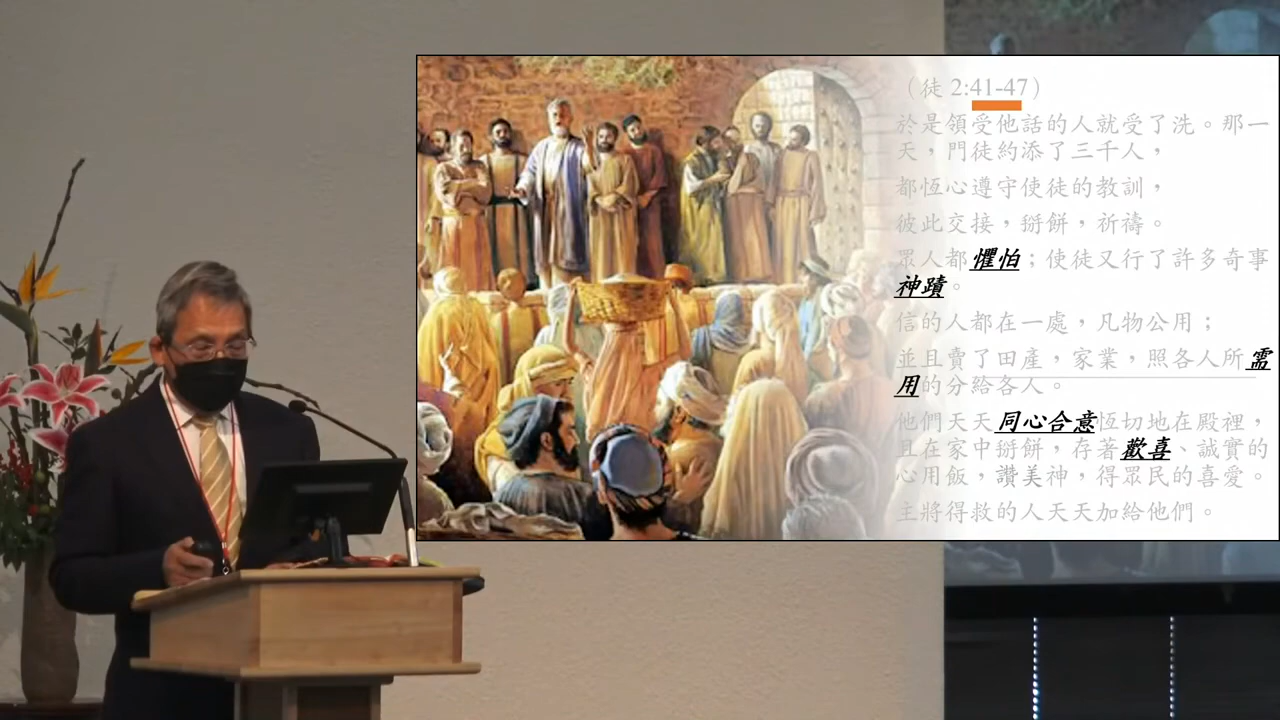 （徒 2:41-47）
於是領受他話的人就受了洗。那一
天，門徒約添了三千人，
都恆心遵守使徒的教訓，
彼此交接，掰餅，祈禱。
眾人都懼怕；使徒又行了許多奇事
神蹟。
信的人都在一處，凡物公用；
並且賣了田產，家業，照各人所需
用的分給各人。
他們天天同心合意恆切地在殿裡，
且在家中掰餅，存著歡喜、誠實的
心用飯，讚美神，得眾民的喜愛。
主將得救的人天天加給他們。